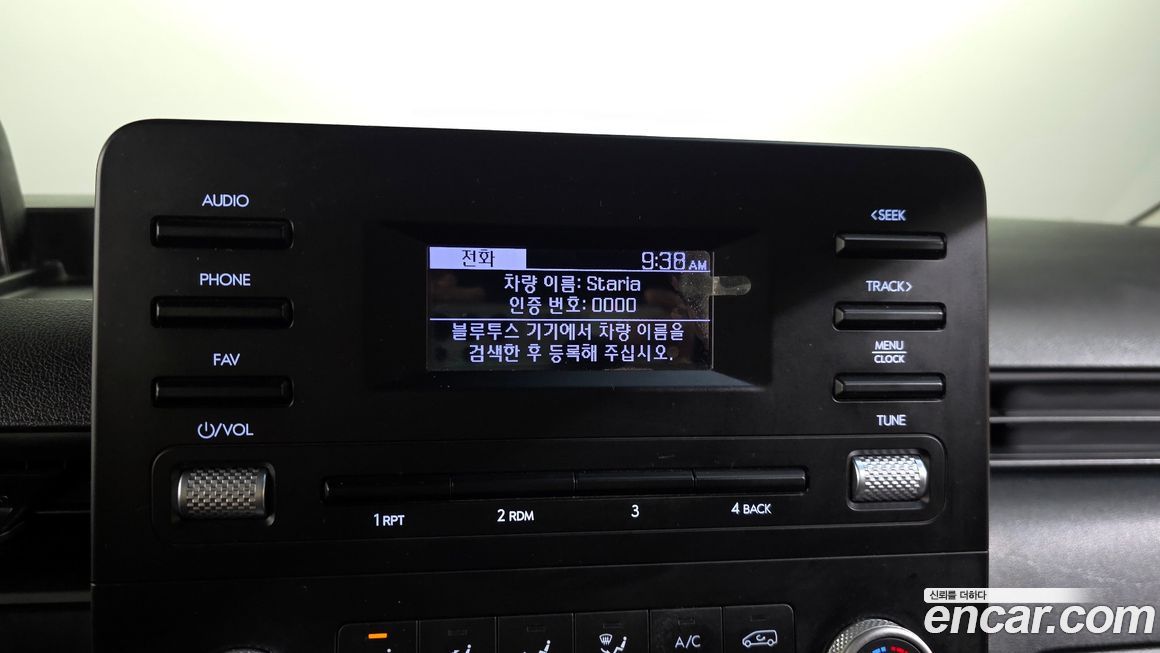 AUDIO
PHONE
FAV
/VOL
전화 9:38 AM
차량 이름: Staria
인증 번호: 0000
블루투스 기기에서 차량 이름을
검색한 후 등록해 주십시오.
<SEEK
TRACK>
MENU
CLOCK
TUNE
1 RPT
2 RDM
3
4 BACK
A/C
신뢰를 더하다
encar.com